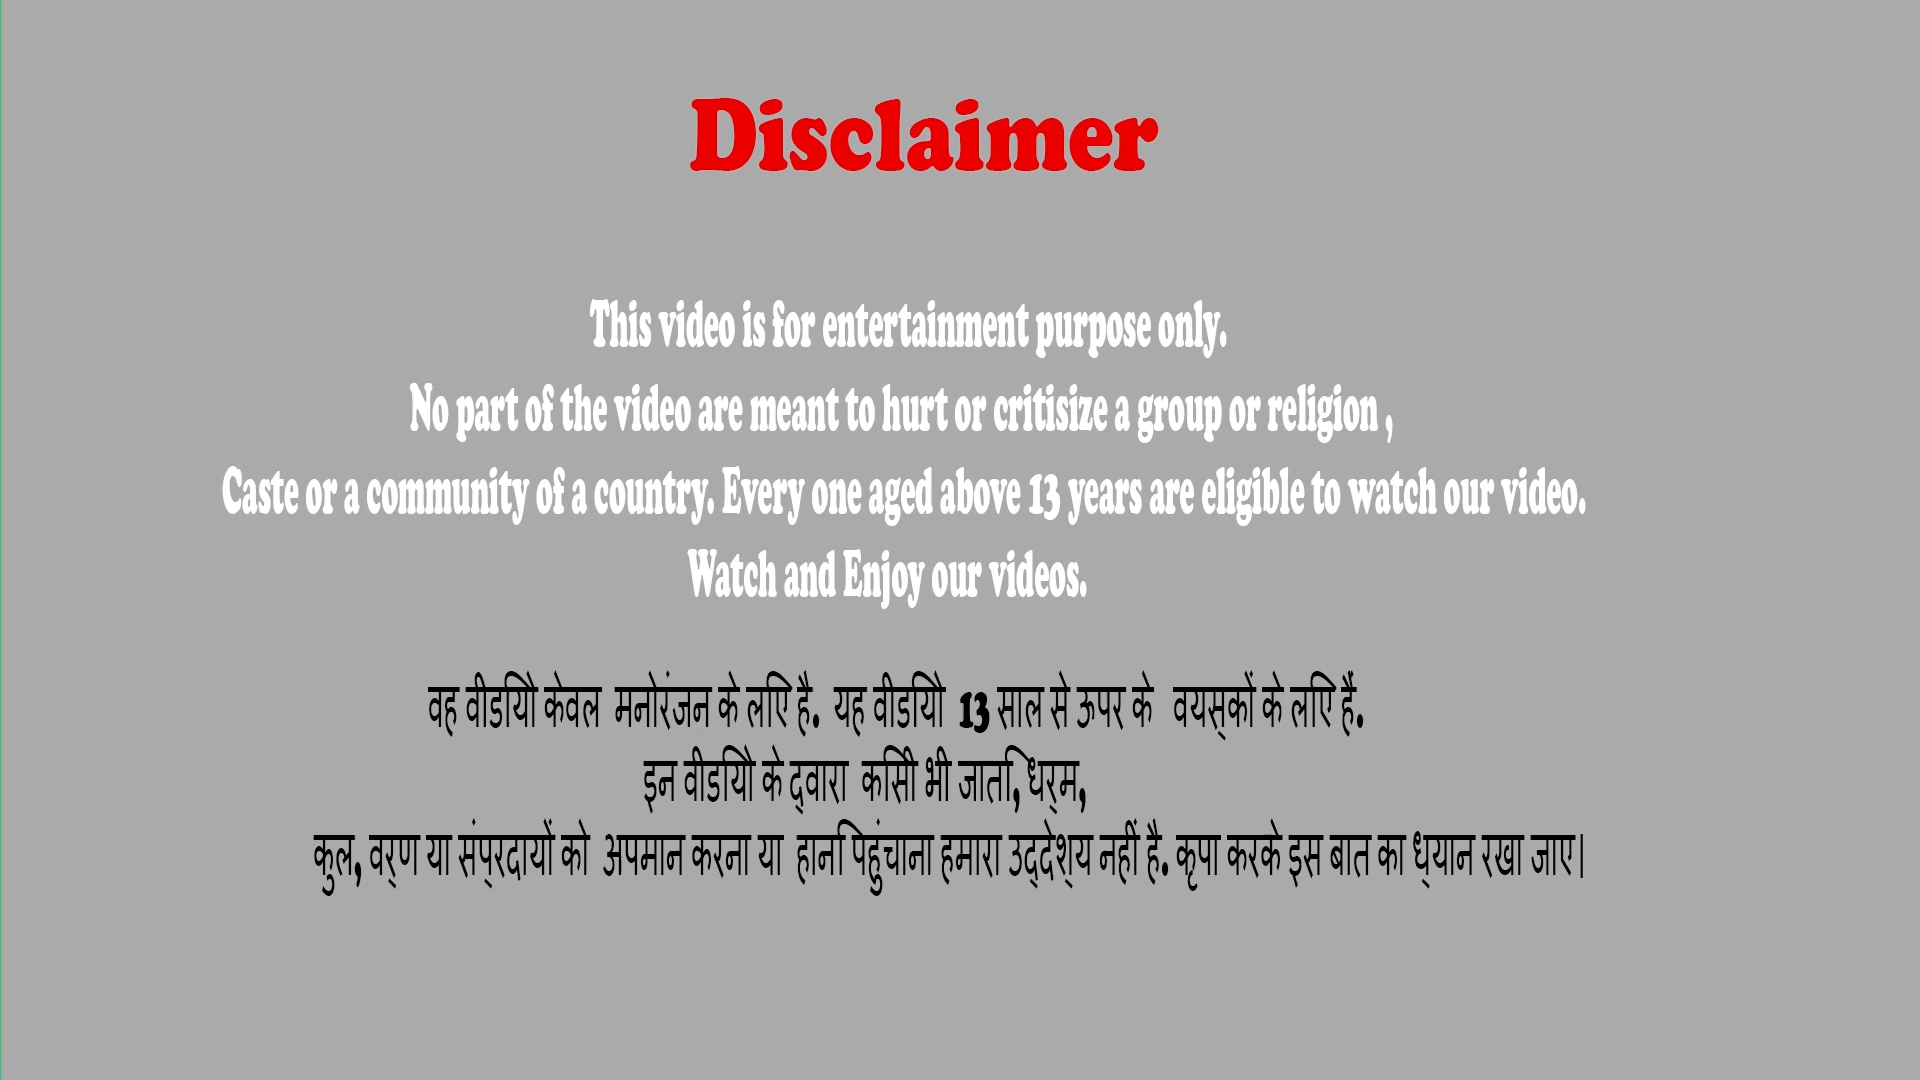 Disclaimer
This video is for entertainment purpose only.
No part of the video are meant to hurt or critisize a group or religion ,
Caste or a community of a country. Every one aged above 13 years are eligible to watch our video.
Watch and Enjoy our videos.
वह वीडियो केवल मनोरंजन के लिए है. यह वीडियो 13 साल से ऊपर के वयस्कों के लिए हैं.
इन वीडियो के द्वारा किसी भी जाति, धर्म,
कुल, वर्ण या संप्रदायों को अपमान करना या हानि पहुंचाना हमारा उद्देश्य नहीं है. कृपा करके इस बात का ध्यान रखा जाए।